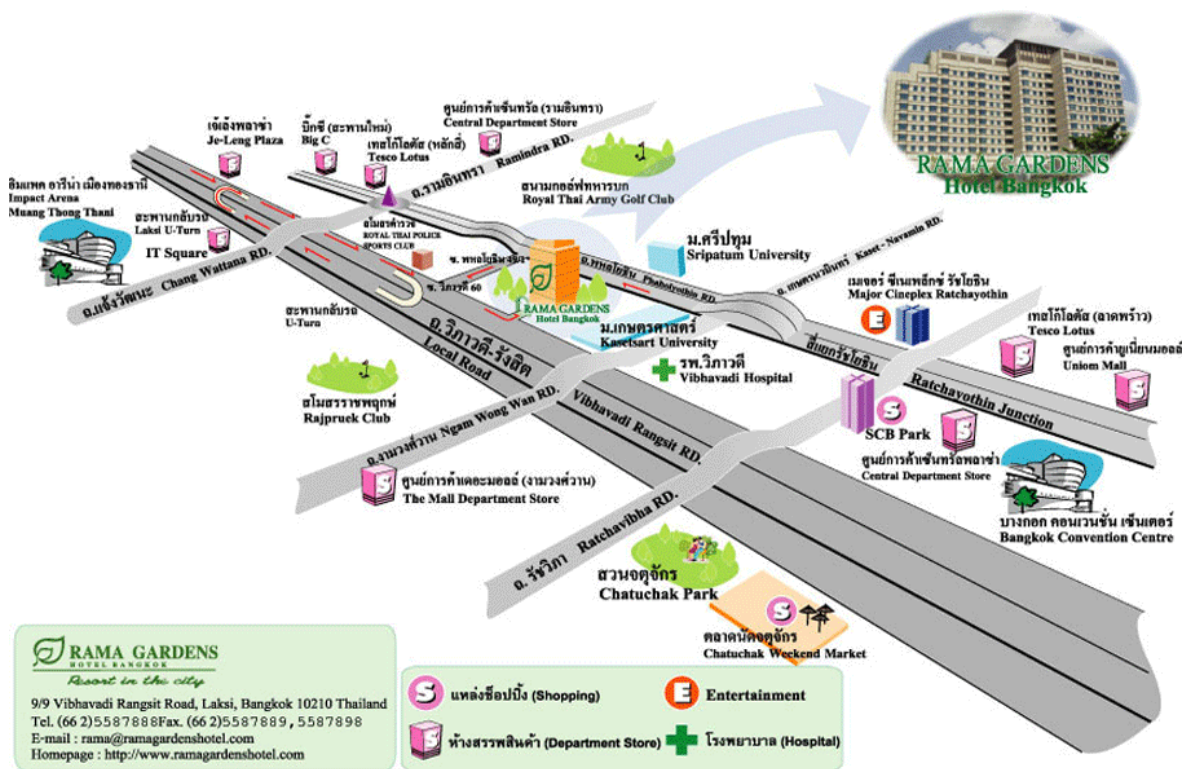 RAMA GARDENS
Hotel Bangkok
ศูนย์การค้าเซ็นทรัล (รามอินทรา)
Central Department Store
เจ้เล้งพลาซ่า
Je-Leng Plaza
บิ๊กซี (สะพานใหม่)
Big C
เทสโก้โลตัส (หลักสี่)
Tesco Lotus
ถ.รามอินทรา Ramindra RD.
สนามกอล์ฟทหารบก
Royal Thai Army Golf Club
อิมแพค อารีน่า เมืองทองธานี
Impact Arena
Muang Thong Thani
สะพานกลับรถ
Laksi U-Turn
IT Square
สโมสรตำรวจ
ROYAL THAI POLICE
SPORTS CLUB
ถ.แจ้งวัฒนะ Chang Wattana RD.
ซ. วิภาวดี 60
ม.ศรีปทุม
Sripatum University
ถ.พหลโยธิน Phaholyothin RD.
Kaset - Navamin RD.
RAMA GARDENS
Hotel Bangkok
เมเจอร์ ซีเนเพล็กซ์ รัชโยธิน
Major Cineplex Ratchayothin
E
เทสโก้โลตัส (ลาดพร้าว)
Tesco Lotus
ศูนย์การค้ายูเนี่ยนมอลล์
Uniom Mall
สะพานกลับรถ
U-Turn
ถ.วิภาวดี-รังสิต
Local Road
ม.เกษตรศาสตร์
Kasetsart University
รพ.วิภาวดี
Vibhavadi Hospital
สี่แยกรัชโยธิน
Ratchayothin Junction
สโมสรราชพฤกษ์
Rajpruek Club
ถ.งามวงศ์วาน Ngam Wong Wan RD.
Vibhavadi Rangsit RD.
S
SCB Park
ศูนย์การค้าเซ็นทรัลพลาซ่า
Central Department Store
ศูนย์การค้าเดอะมอลล์ (งามวงศ์วาน)
The Mall Department Store
ถ. รัชวิภา Ratchavibha RD.
บางกอก คอนเวนชั่น เซ็นเตอร์
Bangkok Convention Centre
สวนจตุจักร
Chatuchak Park
S
ตลาดนัดจตุจักร
Chatuchak Weekend Market
RAMA GARDENS
HOTEL BANGKOK
Resort in the city
9/9 Vibhavadi Rangsit Road, Laksi, Bangkok 10210 Thailand
Tel. (66 2)5587888Fax. (66 2)5587889,5587898
E-mail : rama@ramagardenshotel.com
Homepage : http://www.ramagardenshotel.com
S แหล่งช็อปปิ้ง (Shopping)
E Entertainment
S ห้างสรรพสินค้า (Department Store)
โรงพยาบาล (Hospital)